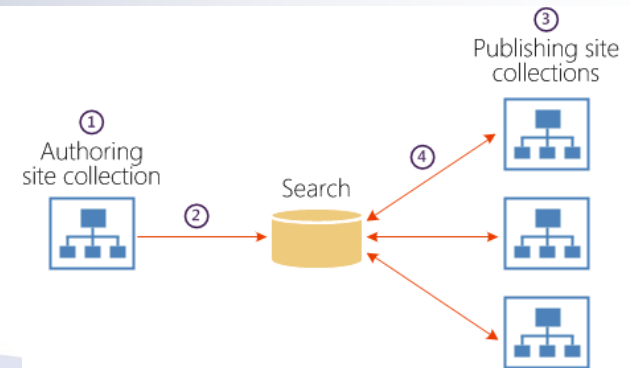 3
Publishing site
collections
1
Authoring
site collection
4
Search
2